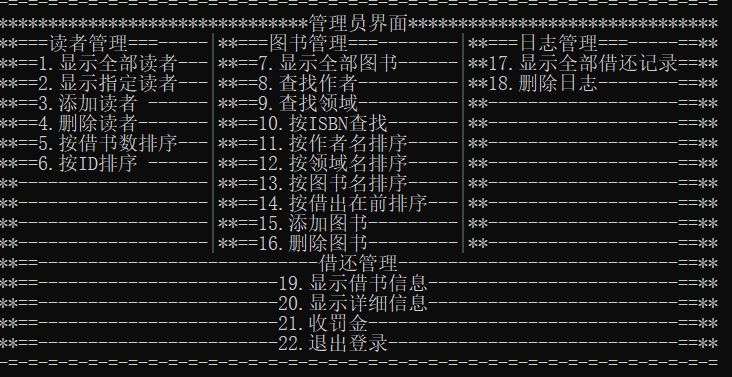 -=-=-=-=-=-=-=-=-=-=-=-=-=-=-=-=-=-=-=-=-=-=-=-=-=-=-=-=-=-=-=-=-=-=-=-
*******************************管理员界面*******************************
**===读者管理===-----|**===图书管理===--------|**===日志管理===-----==**
**==1.显示全部读者---|**==7.显示全部图书------|**17.显示全部借还记录==**
**==2.显示指定读者---|**==8.查找作者----------|**18.删除日志--------==**
**==3.添加读者 ------|**==9.查找领域----------|**-------------------==**
**==4.删除读者-------|**==10.按ISBN查找-------|**-------------------==**
**==5.按借书数排序---|**==11.按作者名排序-----|**-------------------==**
**==6.按ID排序 ------|**==12.按领域名排序-----|**-------------------==**
**-------------------|**==13.按图书名排序-----|**-------------------==**
**-------------------|**==14.按借出在前排序---|**-------------------==**
**-------------------|**==15.添加图书---------|**-------------------==**
**-------------------|**==16.删除图书---------|**-------------------==**
**==----------------------------借还管理----------------------------==**
**==------------------------19.显示借书信息-------------------------==**
**==------------------------20.显示详细信息-------------------------==**
**==------------------------21.收罚金-------------------------------==**
**==------------------------22.退出登录-----------------------------==**
-=-=-=-=-=-=-=-=-=-=-=-=-=-=-=-=-=-=-=-=-=-=-=-=-=-=-=-=-=-=-=-=-=-=-=-=